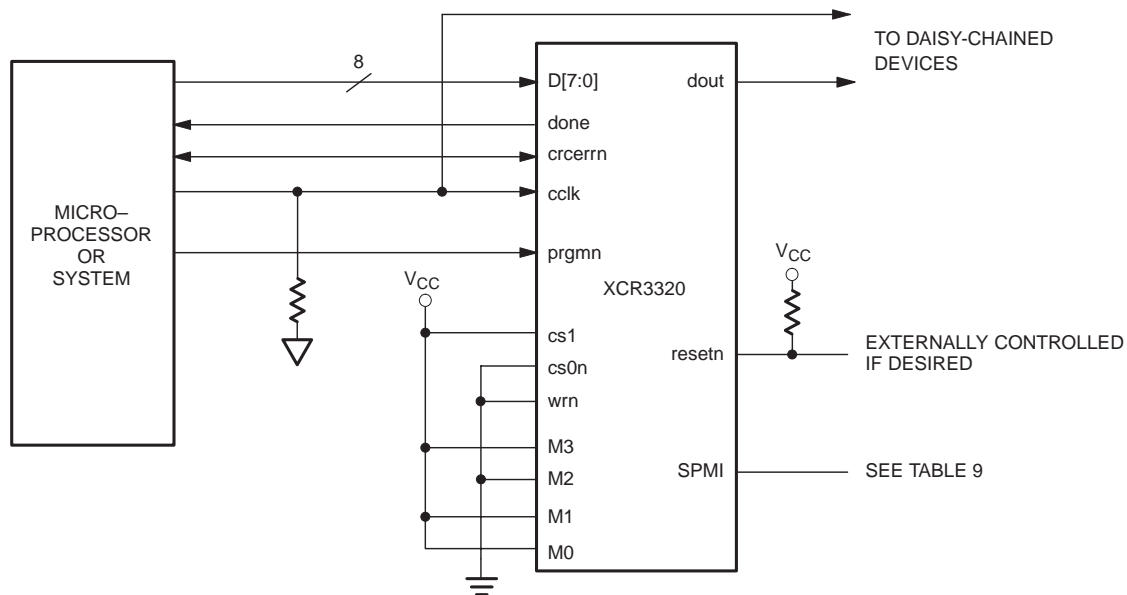 8
TO DAISY-CHAINED
DEVICES
D[7:0]
dout
done
crcerrn
cclk
MICRO–
PROCESSOR
OR
SYSTEM
prgmn
VCC
XCR3320
VCC
cs1
resetn
EXTERNALLY CONTROLLED
IF DESIRED
cs0n
wrn
M3
SPMI
SEE TABLE 9
M2
M1
M0